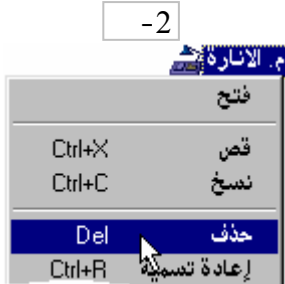 -2
م. الانارة
فتح
قص Ctrl+X
نسخ Ctrl+C
حذف Del
إعادة تسمية Ctrl+R